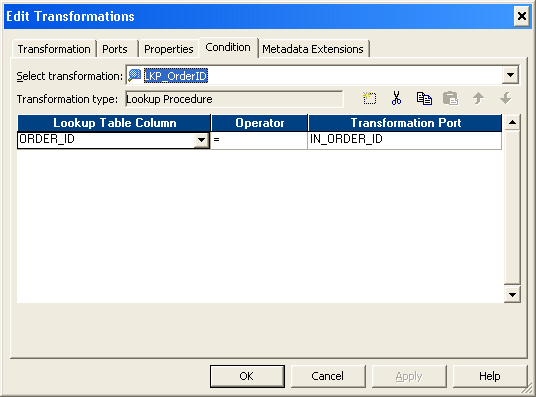 Edit Transformations
Transformation Ports Properties Condition Metadata Extensions
Select transformation: LKP_OrderID
Transformation type: Lookup Procedure
Lookup Table Column Operator Transformation Port
ORDER_ID = IN_ORDER_ID
OK Cancel Apply Help